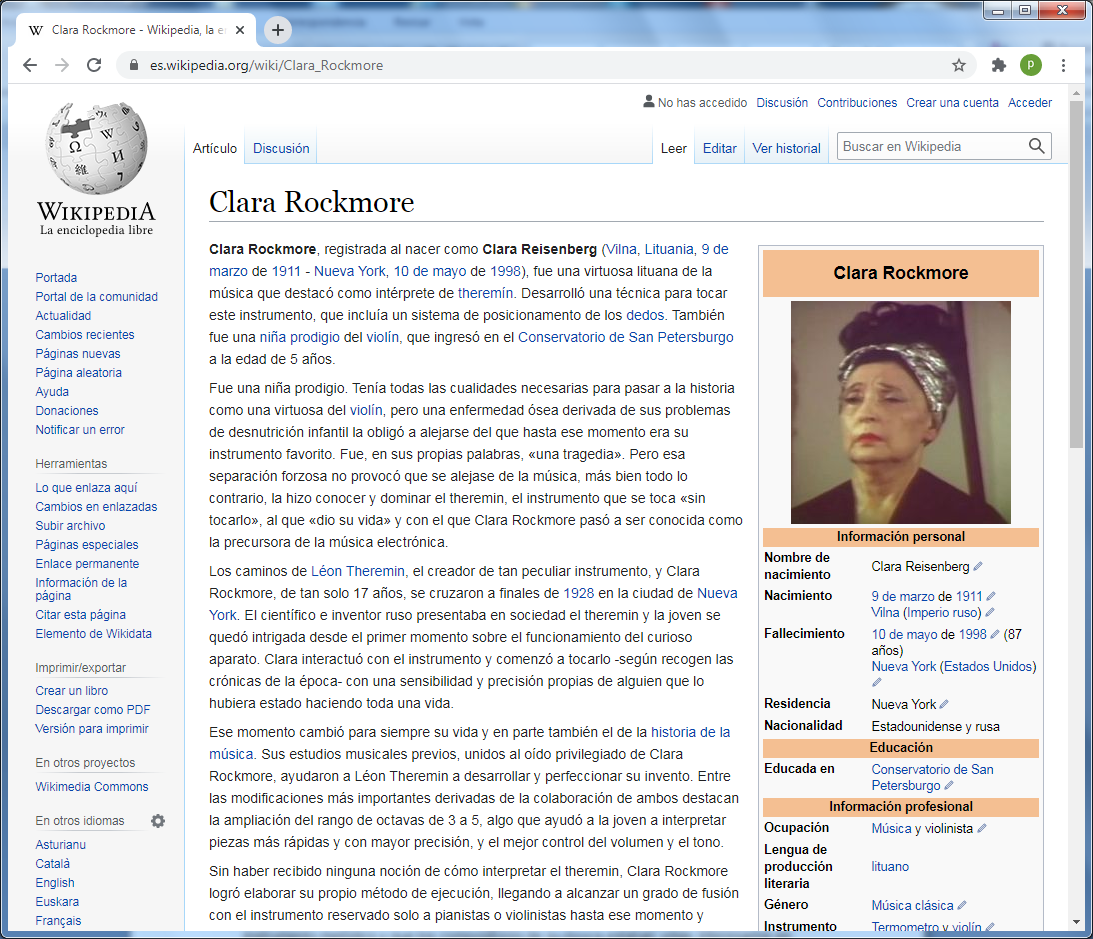 Clara Rockmore - Wikipedia, la e
es.wikipedia.org/wiki/Clara_Rockmore
P
No has accedido Discusión Contribuciones Crear una cuenta Acceder
Artículo Discusión Leer Editar Ver historial Buscar en Wikipedia
WIKIPEDIA
La enciclopedia libre
Portada
Portal de la comunidad
Actualidad
Cambios recientes
Páginas nuevas
Página aleatoria
Ayuda
Donaciones
Notificar un error
Herramientas
Lo que enlaza aquí
Cambios en enlazadas
Subir archivo
Páginas especiales
Enlace permanente
Información de la
página
Citar esta página
Elemento de Wikidata
Imprimir/exportar
Crear un libro
Descargar como PDF
Versión para imprimir
En otros proyectos
Wikimedia Commons
En otros idiomas
Asturianu
Català
English
Euskara
Français
Clara Rockmore
Clara Rockmore, registrada al nacer como Clara Reisenberg (Vilna, Lituania, 9 de
marzo de 1911 - Nueva York, 10 de mayo de 1998), fue una virtuosa lituana de la
música que destacó como intérprete de theremín. Desarrolló una técnica para tocar
este instrumento, que incluía un sistema de posicionamento de los dedos. También
fue una niña prodigio del violín, que ingresó en el Conservatorio de San Petersburgo
a la edad de 5 años.
Fue una niña prodigio. Tenía todas las cualidades necesarias para pasar a la historia
como una virtuosa del violín, pero una enfermedad ósea derivada de sus problemas
de desnutrición infantil la obligó a alejarse del que hasta ese momento era su
instrumento favorito. Fue, en sus propias palabras, «una tragedia». Pero esa
separación forzosa no provocó que se alejase de la música, más bien todo lo
contrario, la hizo conocer y dominar el theremin, el instrumento que se toca «sin
tocarlo», al que «dio su vida» y con el que Clara Rockmore pasó a ser conocida como
la precursora de la música electrónica.
Los caminos de Léon Theremin, el creador de tan peculiar instrumento, y Clara
Rockmore, de tan solo 17 años, se cruzaron a finales de 1928 en la ciudad de Nueva
York. El científico e inventor ruso presentaba en sociedad el theremin y la joven se
quedó intrigada desde el primer momento sobre el funcionamiento del curioso
aparato. Clara interactuó con el instrumento y comenzó a tocarlo -según recogen las
crónicas de la época- con una sensibilidad y precisión propias de alguien que lo
hubiera estado haciendo toda una vida.
Ese momento cambió para siempre su vida y en parte también el de la historia de la
música. Sus estudios musicales previos, unidos al oído privilegiado de Clara
Rockmore, ayudaron a Léon Theremin a desarrollar y perfeccionar su invento. Entre
las modificaciones más importantes derivadas de la colaboración de ambos destacan
la ampliación del rango de octavas de 3 a 5, algo que ayudó a la joven a interpretar
piezas más rápidas y con mayor precisión, y el mejor control del volumen y el tono.
Sin haber recibido ninguna noción de cómo interpretar el theremin, Clara Rockmore
logró elaborar su propio método de ejecución, llegando a alcanzar un grado de fusión
con el instrumento reservado solo a pianistas o violinistas hasta ese momento y
Clara Rockmore
Información personal
Nombre de
nacimiento Clara Reisenberg
Nacimiento 9 de marzo de 1911
Vilna (Imperio ruso)
Fallecimiento 10 de mayo de 1998 (87
años)
Nueva York (Estados Unidos)
Residencia Nueva York
Nacionalidad Estadounidense y rusa
Educación
Educada en Conservatorio de San
Petersburgo
Información profesional
Ocupación Música y violinista
Lengua de
producción
literaria lituano
Género Música clásica
Instrumento Termometro y violín